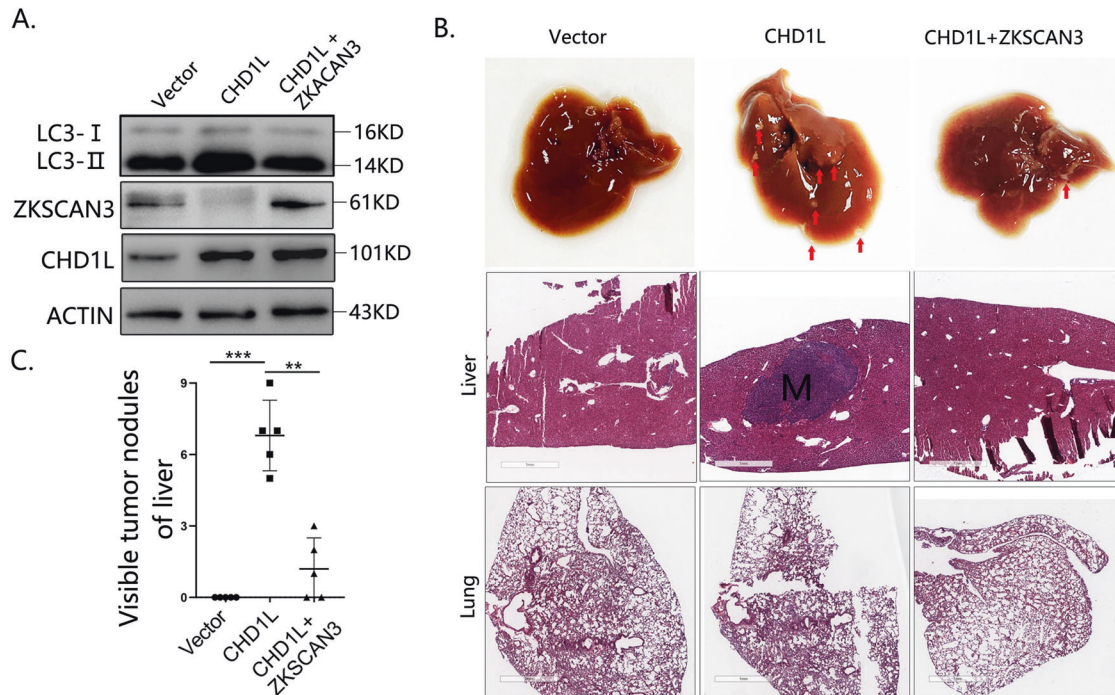 A.
Vector
CHD1L
CHD1L +
ZKACAN3
LC3-Ⅰ
LC3-Ⅱ
ZKSCAN3
CHD1L
ACTIN
16KD
14KD
61KD
101KD
43KD
B.
Vector
CHD1L
CHD1L+ZKSCAN3
Liver
M
Lung
C.
***
**
Visible tumor nodules
of liver
9
6
3
0
Vector
CHD1L
CHD1L+
ZKSCAN3